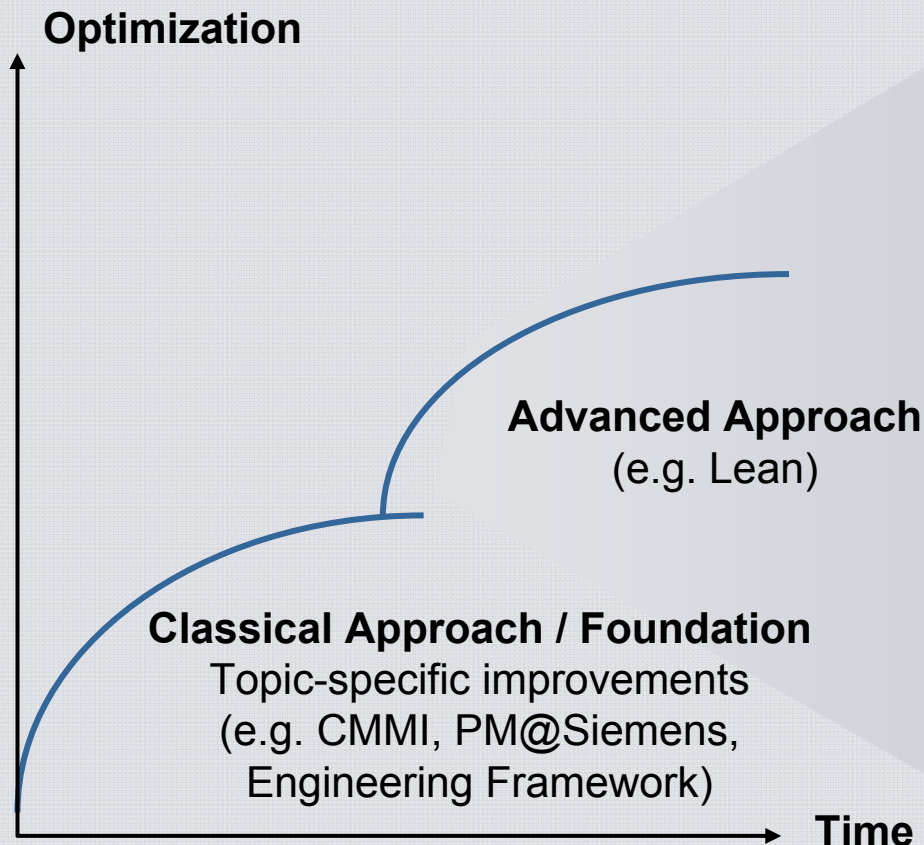 Optimization
Advanced Approach
(e.g. Lean)
Classical Approach / Foundation
Topic-specific improvements
(e.g. CMMI, PM@Siemens,
Engineering Framework)
Time